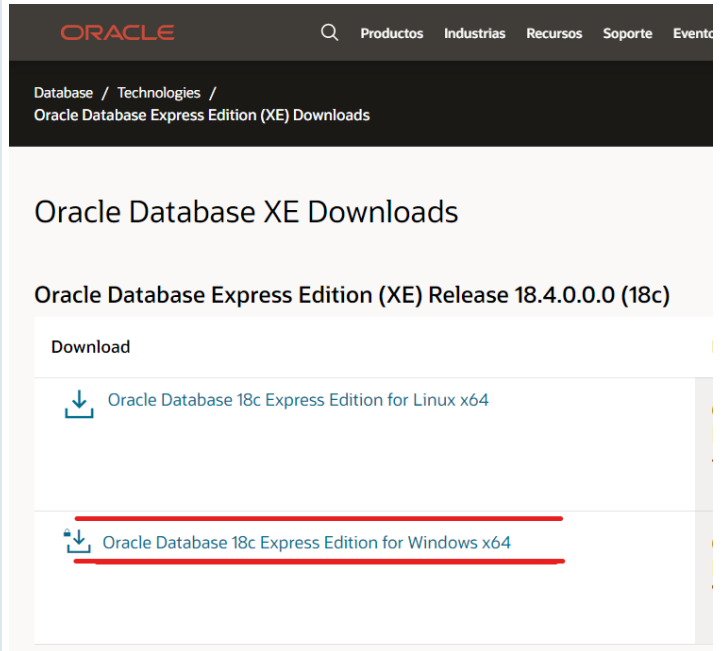 ORACLE Productos Industrias Recursos Soporte Evento
Database / Technologies /
Oracle Database Express Edition (XE) Downloads
Oracle Database XE Downloads
Oracle Database Express Edition (XE) Release 18.4.0.0.0 (18c)
Download
Oracle Database 18c Express Edition for Linux x64
Oracle Database 18c Express Edition for Windows x64